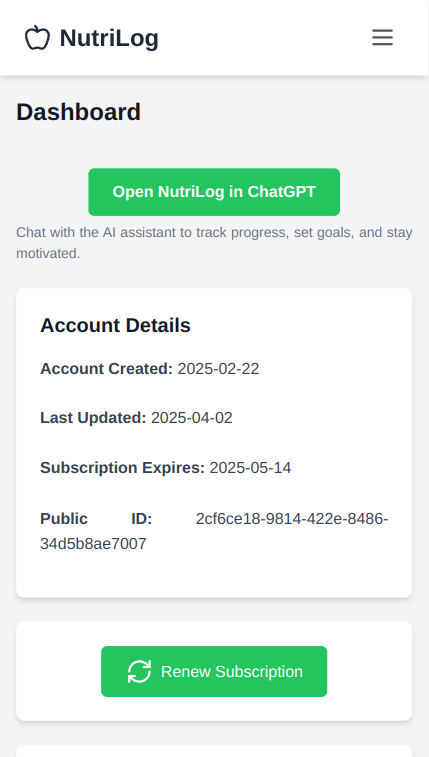 NutriLog
Dashboard
Open NutriLog in ChatGPT
Chat with the AI assistant to track progress, set goals, and stay
motivated.
Account Details
Account Created: 2025-02-22
Last Updated: 2025-04-02
Subscription Expires: 2025-05-14
Public ID: 2cf6ce18-9814-422e-8486-
34d5b8ae7007
Renew Subscription